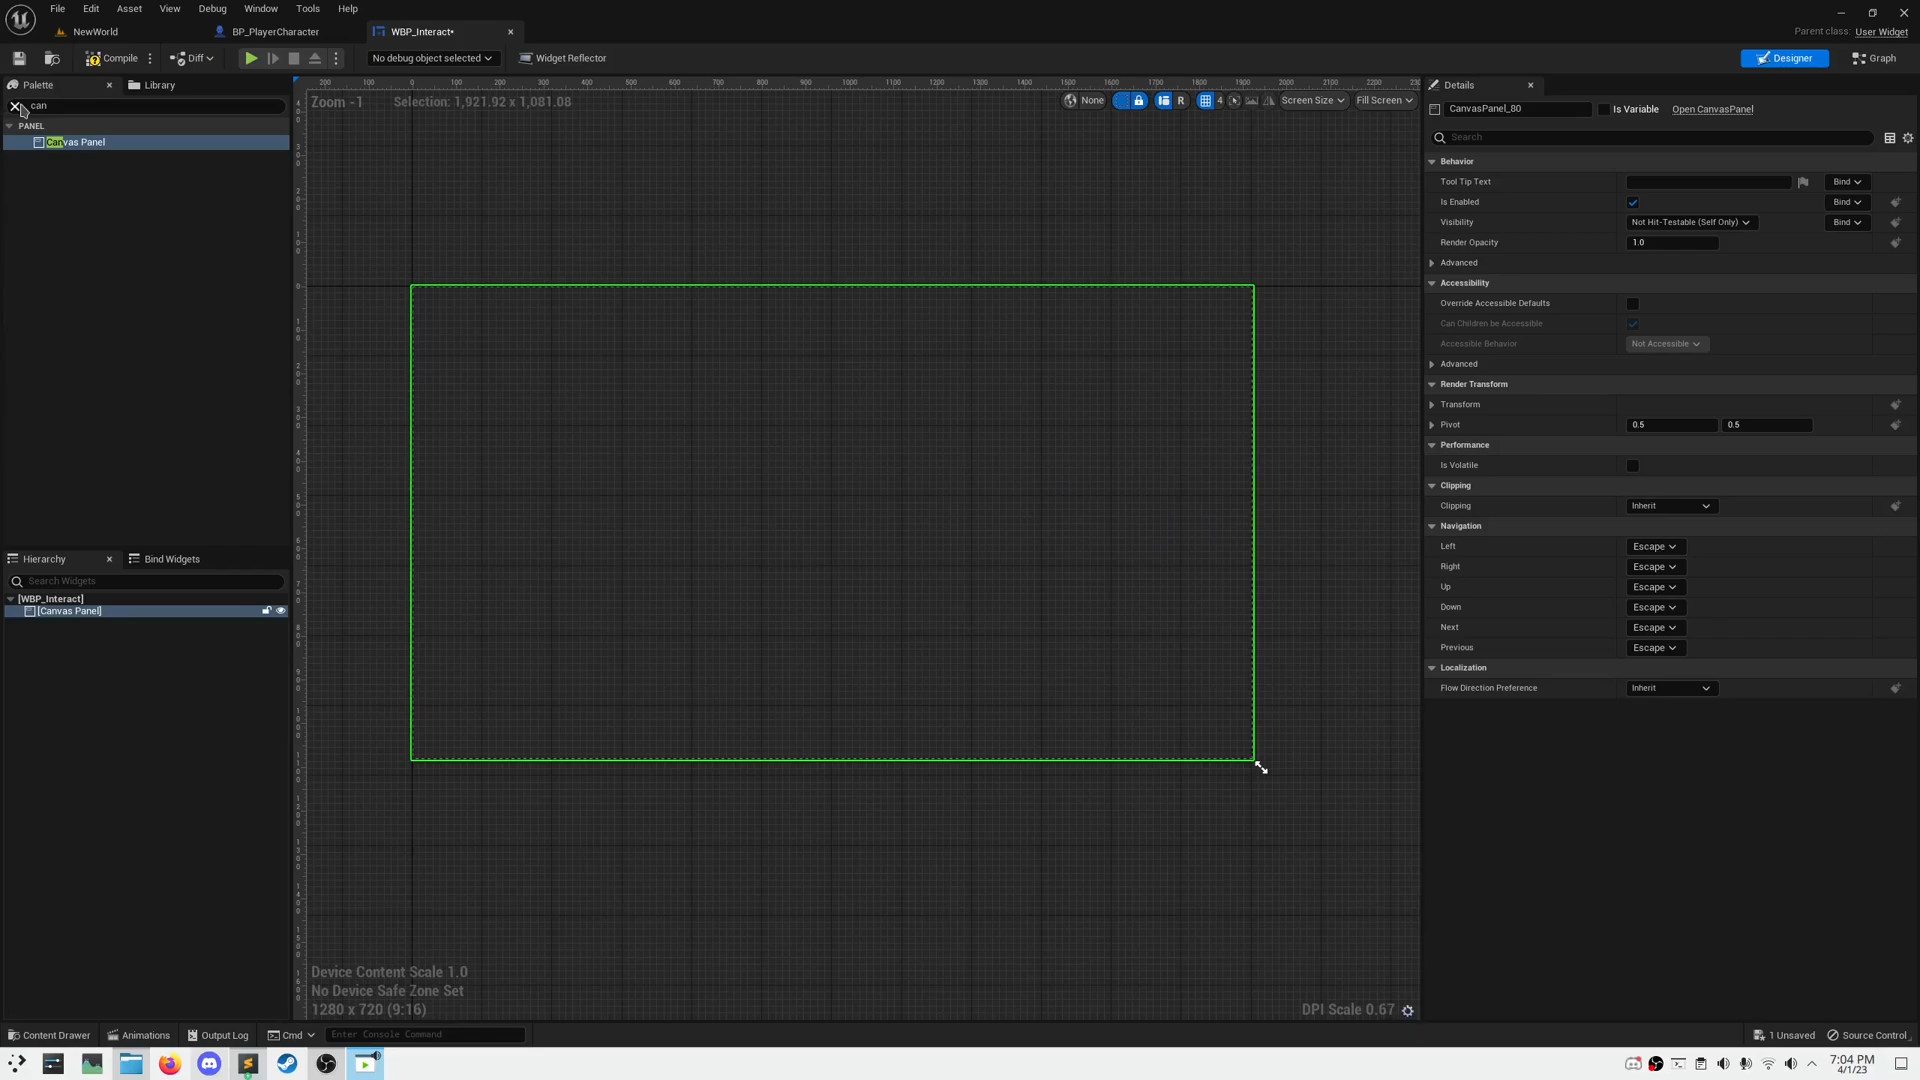 File Edit Asset View Debug Window Tools Help
NewWorld BP_PlayerCharacter WBP_Interact•
Parent class: User Widget
Compile Diff No debug object selected Widget Reflector Designer Graph
Palette Library
can
PANEL
Canvas Panel
Hierarchy Bind Widgets
Search Widgets
[WBP_Interact]
[Canvas Panel]
200 100 0 100 200 300 400 500 600 700 800 900 1000 1100 1200 1300 1400 1500 1600 1700 1800 1900 2000 2100 2200
Zoom -1 Selection: 1,921.92 x 1,081.08 None R 4 Screen Size Fill Screen
Device Content Scale 1.0
No Device Safe Zone Set
1280 x 720 (9:16)
DPI Scale 0.67
Details
CanvasPanel_80 Is Variable Open CanvasPanel
Search
Behavior
Tool Tip Text Bind
Is Enabled Bind
Visibility Not Hit-Testable (Self Only) Bind
Render Opacity 1.0
Advanced
Accessibility
Override Accessible Defaults
Can Children be Accessible
Accessible Behavior Not Accessible
Advanced
Render Transform
Transform
Pivot 0.5 0.5
Performance
Is Volatile
Clipping
Clipping Inherit
Navigation
Left Escape
Right Escape
Up Escape
Down Escape
Next Escape
Previous Escape
Localization
Flow Direction Preference Inherit
Content Drawer Animations Output Log Cmd Enter Console Command 1 Unsaved Source Control
7:04 PM
4/1/23